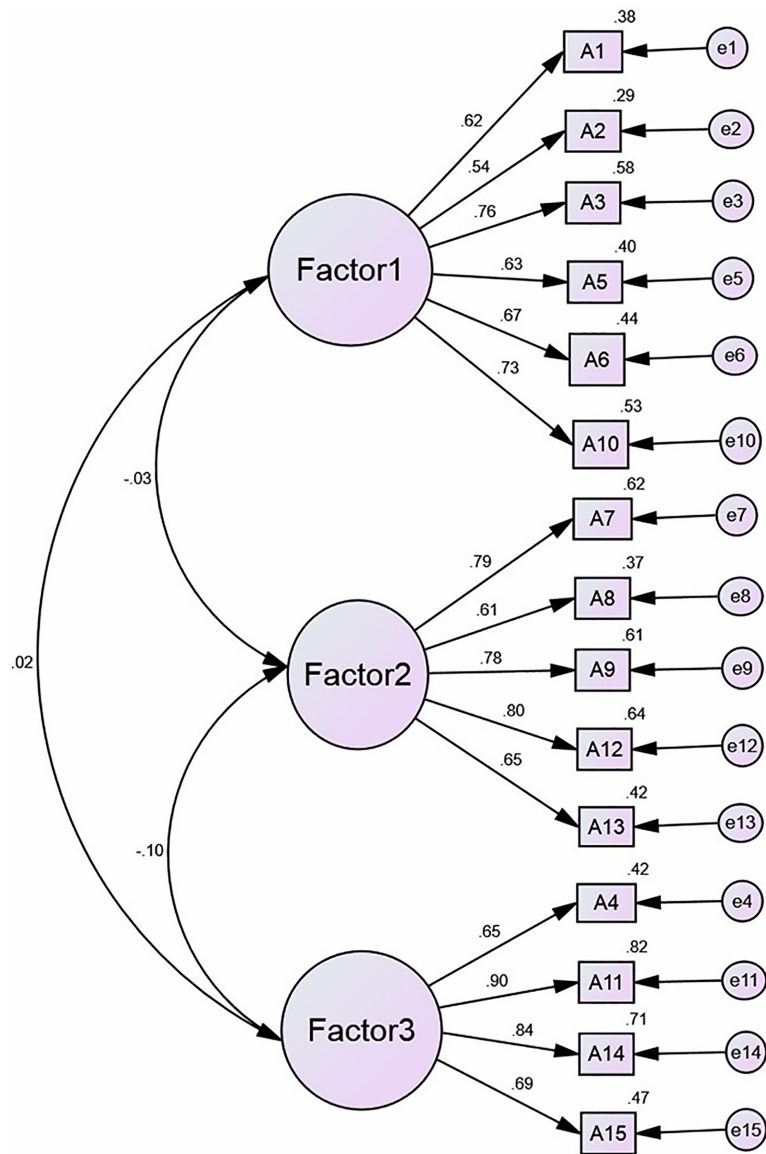 .38
A1
e1
.62
.29
A2
e2
.54
.58
A3
e3
.76
Factor1
.40
A5
e5
.63
.44
A6
e6
.67
.53
A10
e10
.73
-.03
.62
A7
e7
.79
.37
A8
e8
.61
.02
Factor2
.61
A9
e9
.78
.64
A12
e12
.80
.42
A13
e13
.65
-.10
.42
A4
e4
.65
.82
A11
e11
.90
Factor3
.71
A14
e14
.84
.47
A15
e15
.69